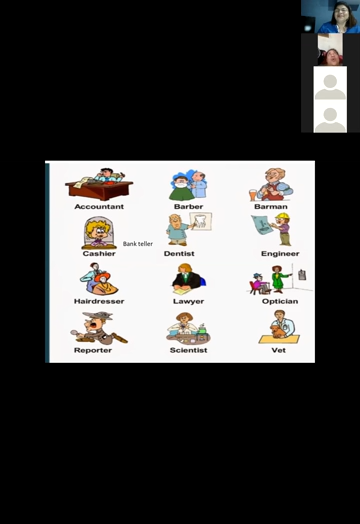 Accountant Barber Barman
Cashier Bank teller Dentist Engineer
Hairdresser Lawyer Optician
Reporter Scientist Vet